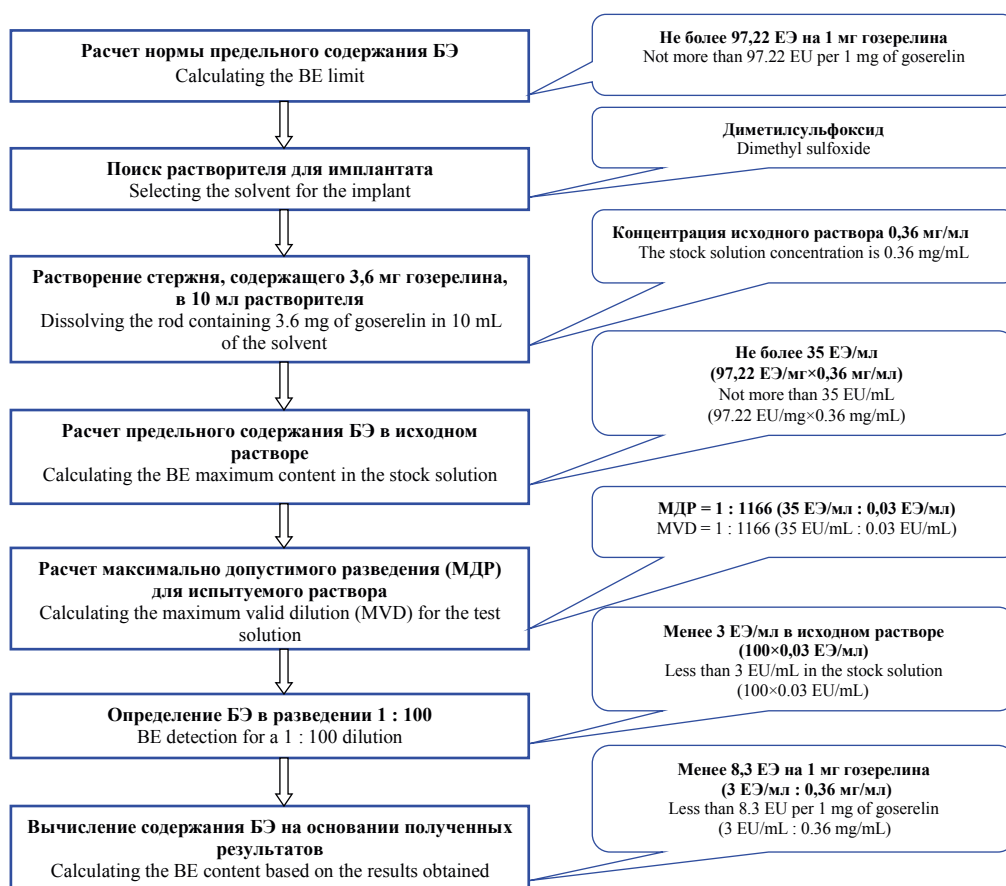 Расчет нормы предельного содержания БЭ
Calculating the BE limit
Не более 97,22 ЕЭ на 1 мг гозерелина
Not more than 97.22 EU per 1 mg of goserelin
Поиск растворителя для имплантата
Selecting the solvent for the implant
Диметилсульфоксид
Dimethyl sulfoxide
Растворение стержня, содержащего 3,6 мг гозерелина,
в 10 мл растворителя
Dissolving the rod containing 3.6 mg of goserelin in 10 mL
of the solvent
Концентрация исходного раствора 0,36 мг/мл
The stock solution concentration is 0.36 mg/mL
Расчет предельного содержания БЭ в исходном
растворе
Calculating the BE maximum content in the stock solution
Не более 35 ЕЭ/мл
(97,22 ЕЭ/мг×0,36 мг/мл)
Not more than 35 EU/mL
(97.22 EU/mg×0.36 mg/mL)
Расчет максимально допустимого разведения (МДР)
для испытуемого раствора
Calculating the maximum valid dilution (MVD) for the test
solution
МДР = 1 : 1166 (35 ЕЭ/мл : 0,03 ЕЭ/мл)
MVD = 1 : 1166 (35 EU/mL : 0.03 EU/mL)
Определение БЭ в разведении 1 : 100
BE detection for a 1 : 100 dilution
Менее 3 ЕЭ/мл в исходном растворе
(100×0,03 ЕЭ/мл)
Less than 3 EU/mL in the stock solution
(100×0.03 EU/mL)
Вычисление содержания БЭ на основании полученных
результатов
Calculating the BE content based on the results obtained
Менее 8,3 ЕЭ на 1 мг гозерелина
(3 ЕЭ/мл : 0,36 мг/мл)
Less than 8.3 EU per 1 mg of goserelin
(3 EU/mL : 0.36 mg/mL)